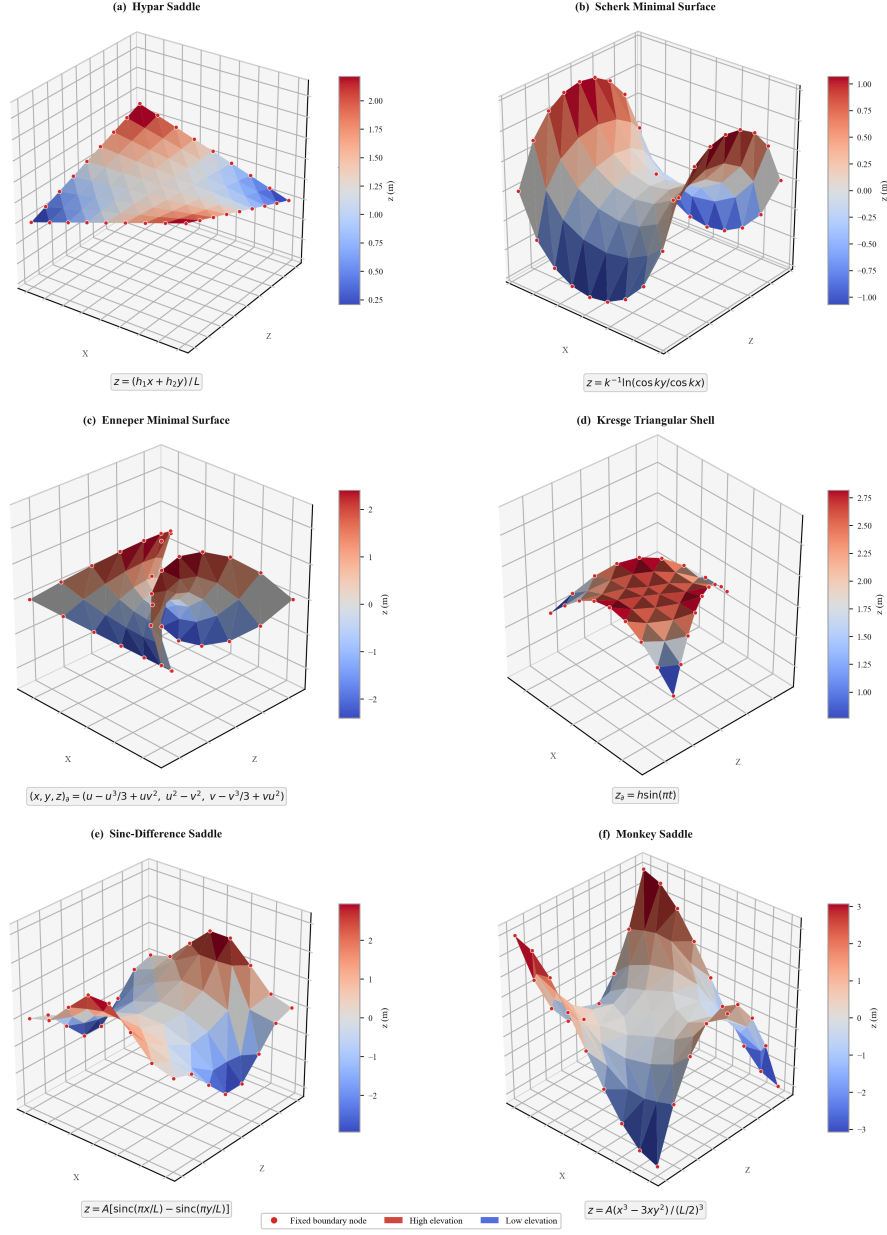 (a) Hypar Saddle
2.00
1.75
1.50
1.25
1.00
0.75
0.50
0.25
z (m)
X
Z
z = (h₁x + h₂y) / L
(b) Scherk Minimal Surface
1.00
0.75
0.50
0.25
0.00
−0.25
−0.50
−0.75
−1.00
z (m)
X
Z
z = k⁻¹ln(cos ky/cos kx)
(c) Enneper Minimal Surface
2
1
0
−1
−2
z (m)
X
Z
(x, y, z)∂ = (u − u³/3 + uv², u² − v², v − v³/3 + vu²)
(d) Kresge Triangular Shell
2.75
2.50
2.25
2.00
1.75
1.50
1.25
1.00
z (m)
X
Z
z∂ = h sin(πt)
(e) Sinc-Difference Saddle
2
1
0
−1
−2
z (m)
X
Z
z = A[sinc(πx/L) − sinc(πy/L)]
(f) Monkey Saddle
3
2
1
0
−1
−2
−3
z (m)
X
Z
z = A(x³ − 3xy²) / (L/2)³
Fixed boundary node High elevation Low elevation